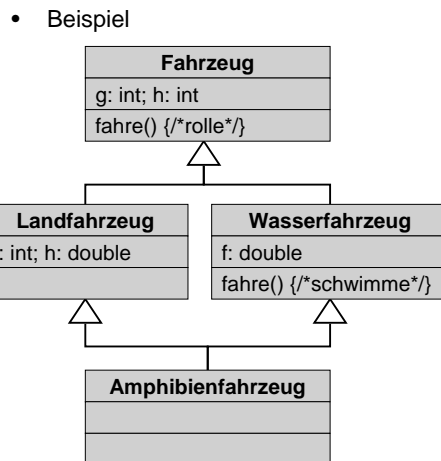 • Beispiel
Fahrzeug
g: int; h: int
fahre() {/*rolle*/}
Landfahrzeug
: int; h: double
Wasserfahrzeug
f: double
fahre() {/*schwimme*/}
Amphibienfahrzeug